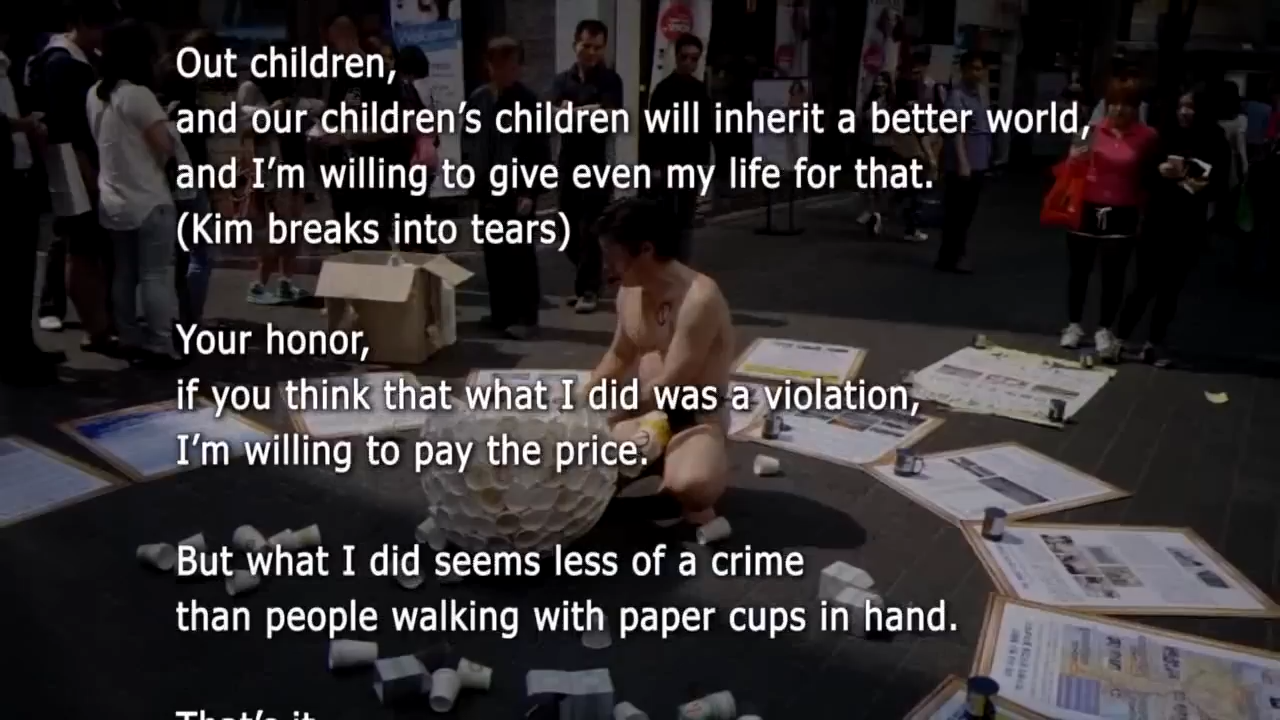 Out children,
and our children's children will inherit a better world,
and I'm willing to give even my life for that.
(Kim breaks into tears)
Your honor,
if you think that what I did was a violation,
I'm willing to pay the price.
But what I did seems less of a crime
than people walking with paper cups in hand.
That's it